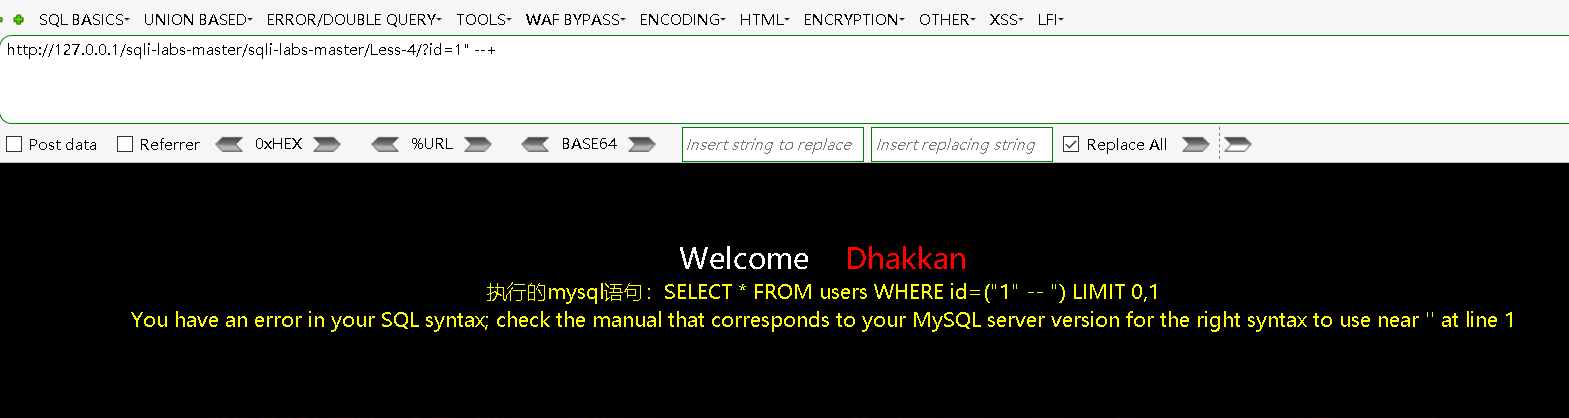 SQL BASICS UNION BASED ERROR/DOUBLE QUERY TOOLS WAF BYPASS ENCODING HTML ENCRYPTION OTHER XSS LFI
http://127.0.0.1/sqli-labs-master/sqli-labs-master/Less-4/?id=1" --+
Post data Referrer 0xHEX %URL BASE64 Insert string to replace Insert replacing string Replace All
Welcome Dhakkan
执行的mysql语句：SELECT * FROM users WHERE id=("1" -- ") LIMIT 0,1
You have an error in your SQL syntax; check the manual that corresponds to your MySQL server version for the right syntax to use near '' at line 1